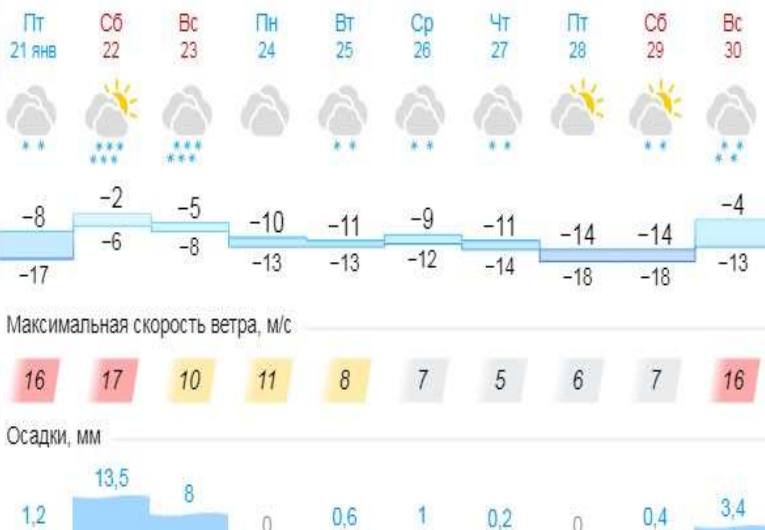 Пт Сб Вс Пн Вт Ср Чт Пт Сб Вс
21 янв 22 23 24 25 26 27 28 29 30
−8 −2 −5 −10 −11 −9 −11 −14 −14 −4
−17 −6 −8 −13 −13 −12 −14 −18 −18 −13
Максимальная скорость ветра, м/с
16 17 10 11 8 7 5 6 7 16
Осадки, мм
1,2 13,5 8 0 0,6 1 0,2 0 0,4 3,4